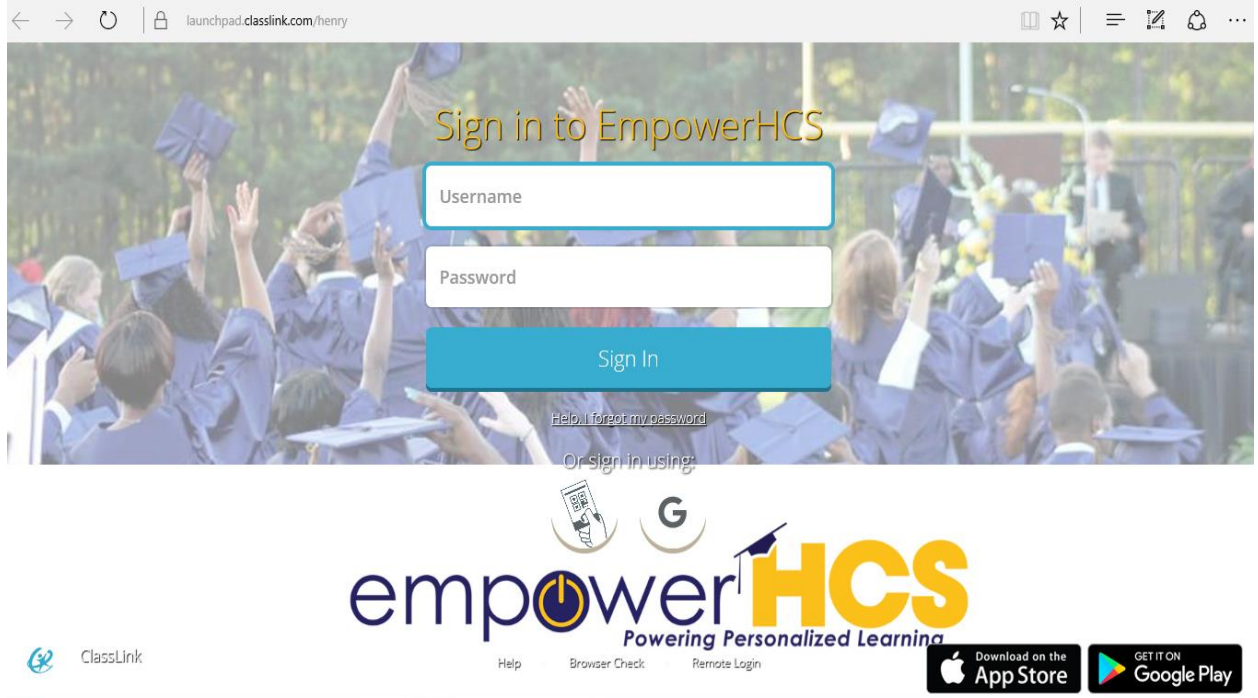 launchpad.classlink.com/henry
Sign in to EmpowerHCS
Username
Password
Sign In
Help, I forgot my password
Or sign in using:
G
empowerHCS
Powering Personalized Learning
ClassLink
Help
Browser Check
Remote Login
Download on the
App Store
GET IT ON
Google Play